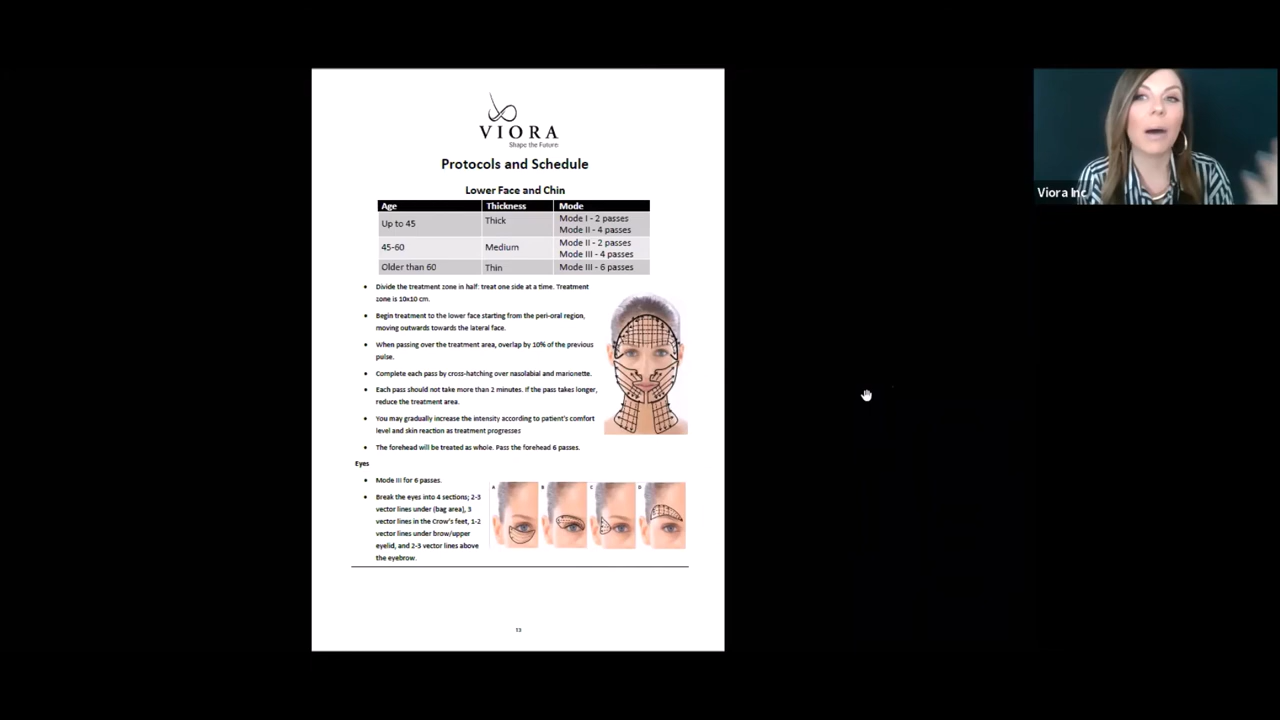 VIORA
Shape the Future
Protocols and Schedule
Lower Face and Chin
Age Thickness Mode
Up to 45 Thick Mode I - 2 passes
Mode II - 4 passes
45-60 Medium Mode II - 2 passes
Mode III - 4 passes
Older than 60 Thin Mode III - 6 passes
• Divide the treatment zone in half: treat one side at a time. Treatment
zone is 10x10 cm.
• Begin treatment to the lower face starting from the peri-oral region,
moving outwards towards the lateral face.
• When passing over the treatment area, overlap by 10% of the previous
pulse.
• Complete each pass by cross-hatching over nasolabial and marionette.
• Each pass should not take more than 2 minutes. If the pass takes longer,
reduce the treatment area.
• You may gradually increase the intensity according to patient's comfort
level and skin reaction as treatment progresses
• The forehead will be treated as whole. Pass the forehead 6 passes.
Eyes
• Mode III for 6 passes.
• Break the eyes into 4 sections; 2-3
vector lines under (bag area), 3
vector lines in the Crow's feet, 1-2
vector lines under brow/upper
eyelid, and 2-3 vector lines above
the eyebrow.
A B C D
13
Viora Inc